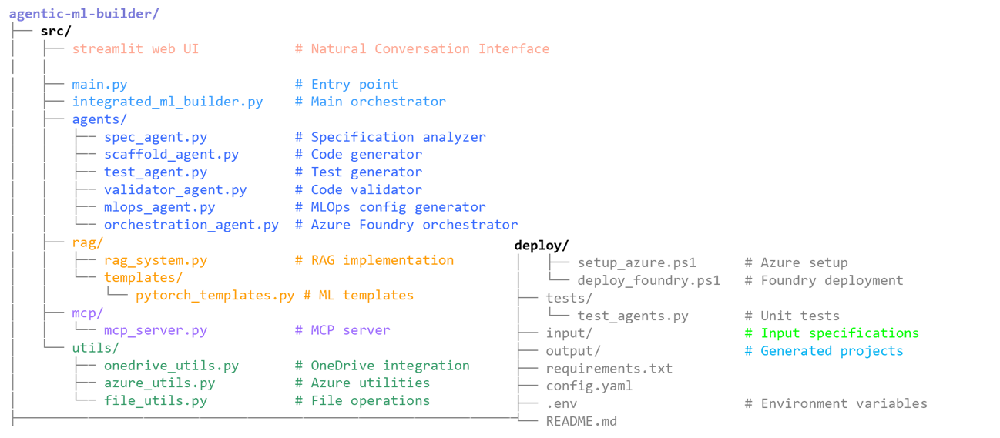 agentic-ml-builder/
├── src/
│   ├── streamlit web UI            # Natural Conversation Interface
│   │
│   ├── main.py                     # Entry point
│   ├── integrated_ml_builder.py    # Main orchestrator
│   ├── agents/
│   │   ├── spec_agent.py           # Specification analyzer
│   │   ├── scaffold_agent.py       # Code generator
│   │   ├── test_agent.py           # Test generator
│   │   ├── validator_agent.py      # Code validator
│   │   ├── mlops_agent.py          # MLOps config generator
│   │   └── orchestration_agent.py  # Azure Foundry orchestrator
│   ├── rag/
│   │   ├── rag_system.py           # RAG implementation
│   │   └── templates/
│   │       └── pytorch_templates.py # ML templates
│   ├── mcp/
│   │   └── mcp_server.py           # MCP server
│   └── utils/
│       ├── onedrive_utils.py       # OneDrive integration
│       ├── azure_utils.py          # Azure utilities
│       └── file_utils.py           # File operations
deploy/
│   ├── setup_azure.ps1      # Azure setup
│   └── deploy_foundry.ps1   # Foundry deployment
├── tests/
│   └── test_agents.py       # Unit tests
├── input/                   # Input specifications
├── output/                  # Generated projects
├── requirements.txt
├── config.yaml
├── .env                     # Environment variables
└── README.md